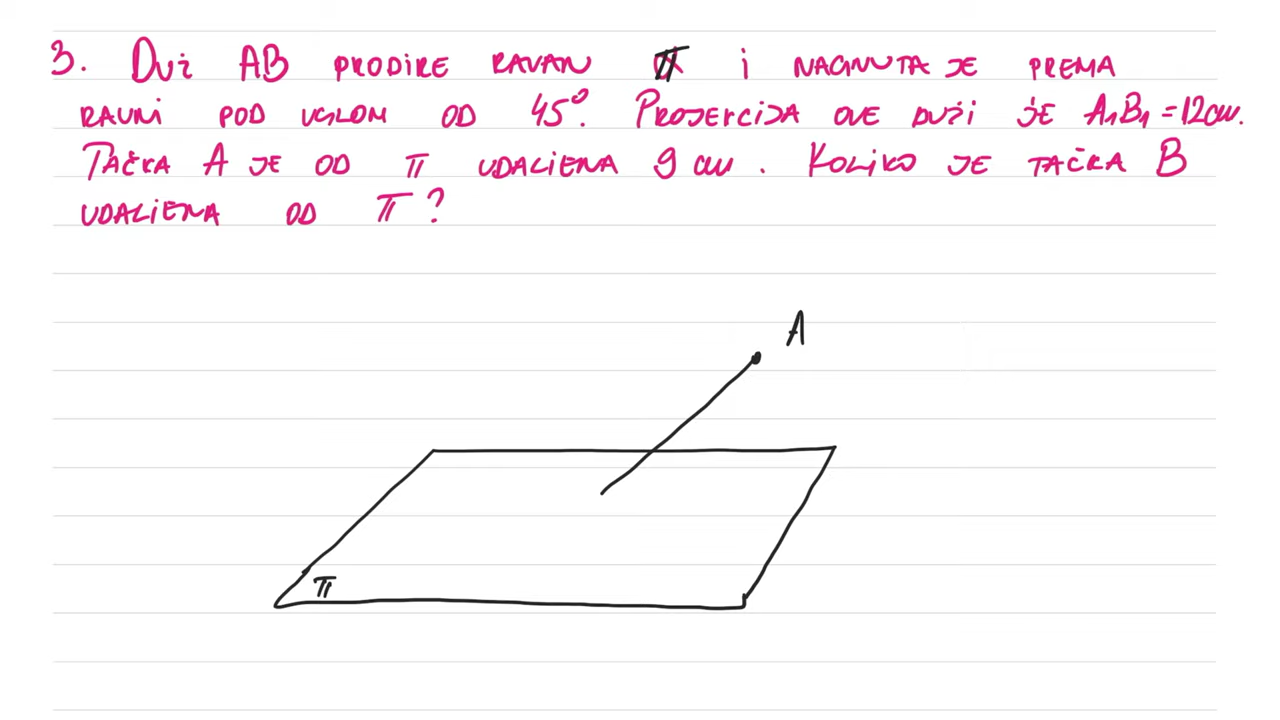 3. Duž AB PRODIRE RAVAN π i NAGNUTA JE PREMA
RAVNI POD UGLOM OD 45°. PROJEKCIJA OVE DUŽI JE A₁B₁ = 12cm.
TAČKA A JE OD π UDALJENA 9 cm. KOLIKO JE TAČKA B
UDALJENA OD π?
A
π